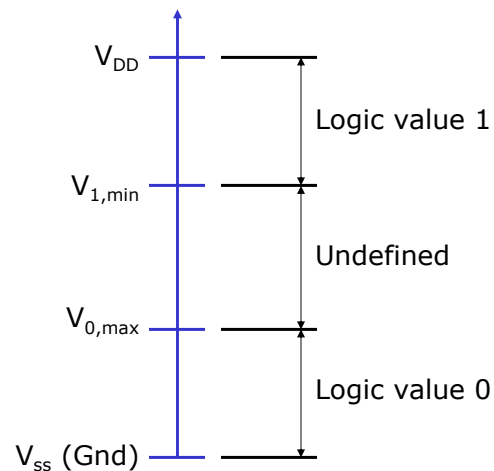 V_DD
Logic value 1
V_1,min
Undefined
V_0,max
Logic value 0
V_ss (Gnd)